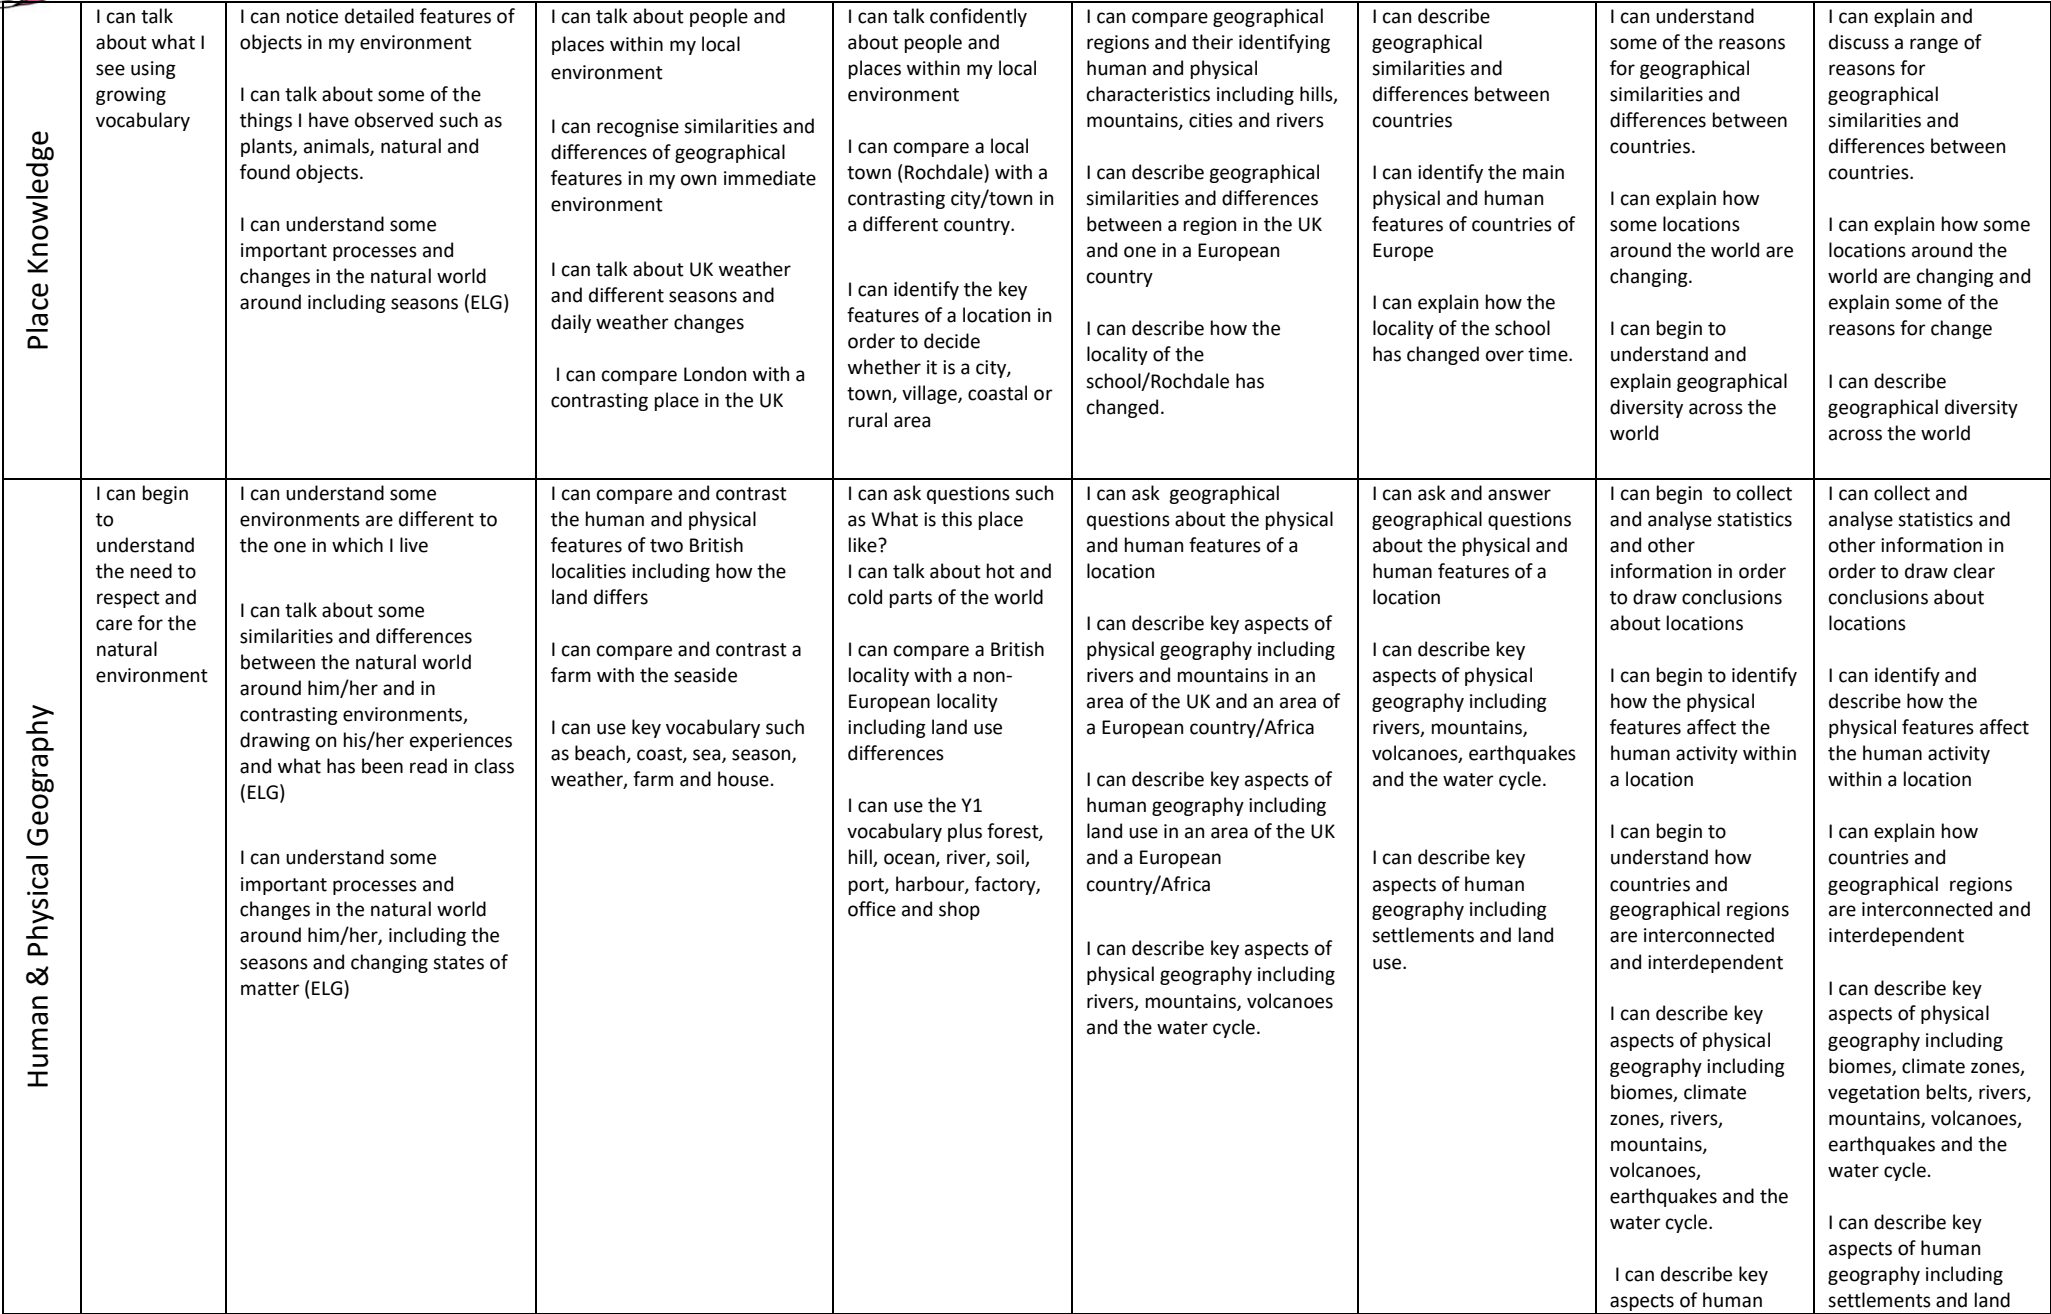 Place Knowledge
I can talk
about what I
see using
growing
vocabulary
I can notice detailed features of
objects in my environment
I can talk about some of the
things I have observed such as
plants, animals, natural and
found objects.
I can understand some
important processes and
changes in the natural world
around including seasons (ELG)
I can talk about people and
places within my local
environment
I can recognise similarities and
differences of geographical
features in my own immediate
environment
I can talk about UK weather
and different seasons and
daily weather changes
I can compare London with a
contrasting place in the UK
I can talk confidently
about people and
places within my local
environment
I can compare a local
town (Rochdale) with a
contrasting city/town in
a different country.
I can identify the key
features of a location in
order to decide
whether it is a city,
town, village, coastal or
rural area
I can compare geographical
regions and their identifying
human and physical
characteristics including hills,
mountains, cities and rivers
I can describe geographical
similarities and differences
between a region in the UK
and one in a European
country
I can describe how the
locality of the
school/Rochdale has
changed.
I can describe
geographical
similarities and
differences between
countries
I can identify the main
physical and human
features of countries of
Europe
I can explain how the
locality of the school
has changed over time.
I can understand
some of the reasons
for geographical
similarities and
differences between
countries.
I can explain how
some locations
around the world are
changing.
I can begin to
understand and
explain geographical
diversity across the
world
I can explain and
discuss a range of
reasons for
geographical
similarities and
differences between
countries.
I can explain how some
locations around the
world are changing and
explain some of the
reasons for change
I can describe
geographical diversity
across the world
Human & Physical Geography
I can begin
to
understand
the need to
respect and
care for the
natural
environment
I can understand some
environments are different to
the one in which I live
I can talk about some
similarities and differences
between the natural world
around him/her and in
contrasting environments,
drawing on his/her experiences
and what has been read in class
(ELG)
I can understand some
important processes and
changes in the natural world
around him/her, including the
seasons and changing states of
matter (ELG)
I can compare and contrast
the human and physical
features of two British
localities including how the
land differs
I can compare and contrast a
farm with the seaside
I can use key vocabulary such
as beach, coast, sea, season,
weather, farm and house.
I can ask questions such
as What is this place
like?
I can talk about hot and
cold parts of the world
I can compare a British
locality with a non-
European locality
including land use
differences
I can use the Y1
vocabulary plus forest,
hill, ocean, river, soil,
port, harbour, factory,
office and shop
I can ask geographical
questions about the physical
and human features of a
location
I can describe key aspects of
physical geography including
rivers and mountains in an
area of the UK and an area of
a European country/Africa
I can describe key aspects of
human geography including
land use in an area of the UK
and a European
country/Africa
I can describe key aspects of
physical geography including
rivers, mountains, volcanoes
and the water cycle.
I can ask and answer
geographical questions
about the physical and
human features of a
location
I can describe key
aspects of physical
geography including
rivers, mountains,
volcanoes, earthquakes
and the water cycle.
I can describe key
aspects of human
geography including
settlements and land
use.
I can begin to collect
and analyse statistics
and other
information in order
to draw conclusions
about locations
I can begin to identify
how the physical
features affect the
human activity within
a location
I can begin to
understand how
countries and
geographical regions
are interconnected
and interdependent
I can describe key
aspects of physical
geography including
biomes, climate
zones, rivers,
mountains,
volcanoes,
earthquakes and the
water cycle.
I can describe key
aspects of human
I can collect and
analyse statistics and
other information in
order to draw clear
conclusions about
locations
I can identify and
describe how the
physical features affect
the human activity
within a location
I can explain how
countries and
geographical regions
are interconnected and
interdependent
I can describe key
aspects of physical
geography including
biomes, climate zones,
vegetation belts, rivers,
mountains, volcanoes,
earthquakes and the
water cycle.
I can describe key
aspects of human
geography including
settlements and land